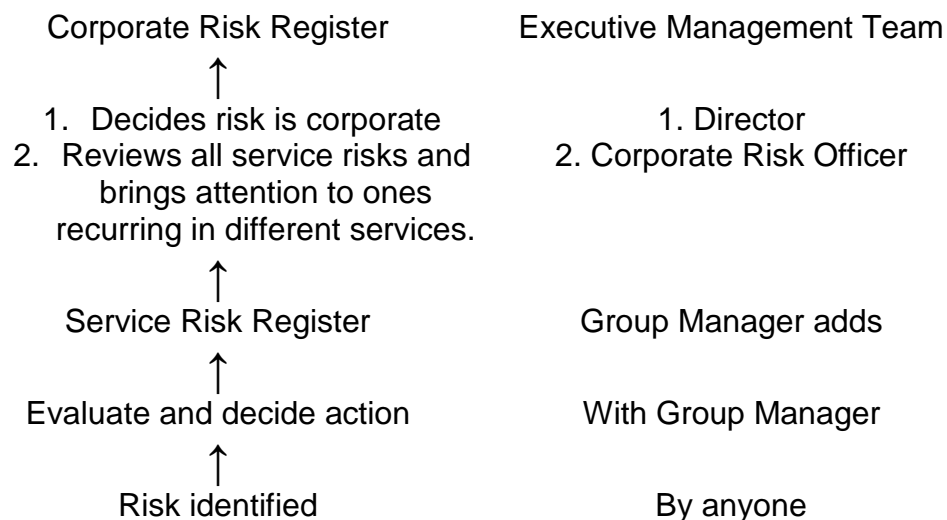 Corporate Risk Register Executive Management Team
↑
1. Decides risk is corporate 1. Director
2. Reviews all service risks and 2. Corporate Risk Officer
brings attention to ones
recurring in different services.
↑
Service Risk Register Group Manager adds
↑
Evaluate and decide action With Group Manager
↑
Risk identified By anyone